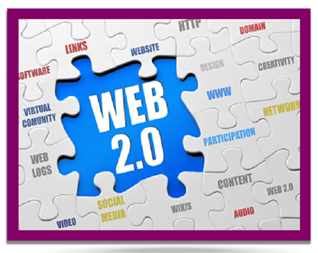 HTTP
DOMAIN
LINKS
WEBSITE
SOFTWARE
DESIGN
CREATIVITY
WEB
2.0
WWW
VIRTUAL
COMUNITY
NETWORK
PARTICIPATION
WEB
LOGS
CONTENT
WEB 2.0
SOCIAL
MEDIA
WIKIS
AUDIO
VIDEO